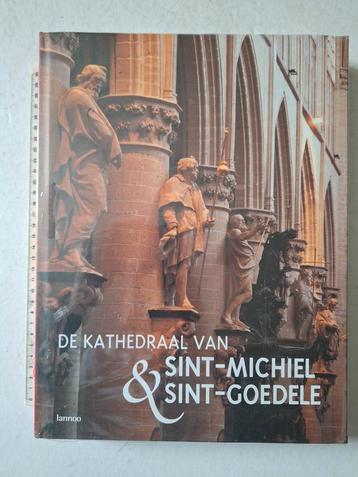 DE KATHEDRAAL VAN
SINT-MICHIEL
& SINT-GOEDELE
lannoo